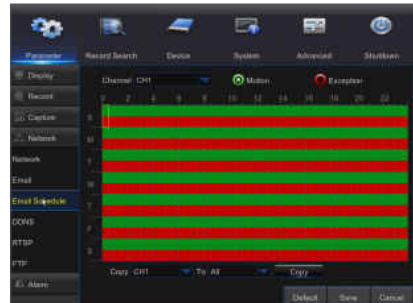 Parameter Record Search Device System Advanced Shutdown
Display
Record
Capture
Network
Network
Email
Email Schedule
DDNS
RTSP
FTP
Alarm
Channel CH1 Motion Exception
0 2 4 6 8 10 12 14 16 18 20 22
S
M
T
W
T
F
S
Copy CH1 To All Copy
Default Save Cancel